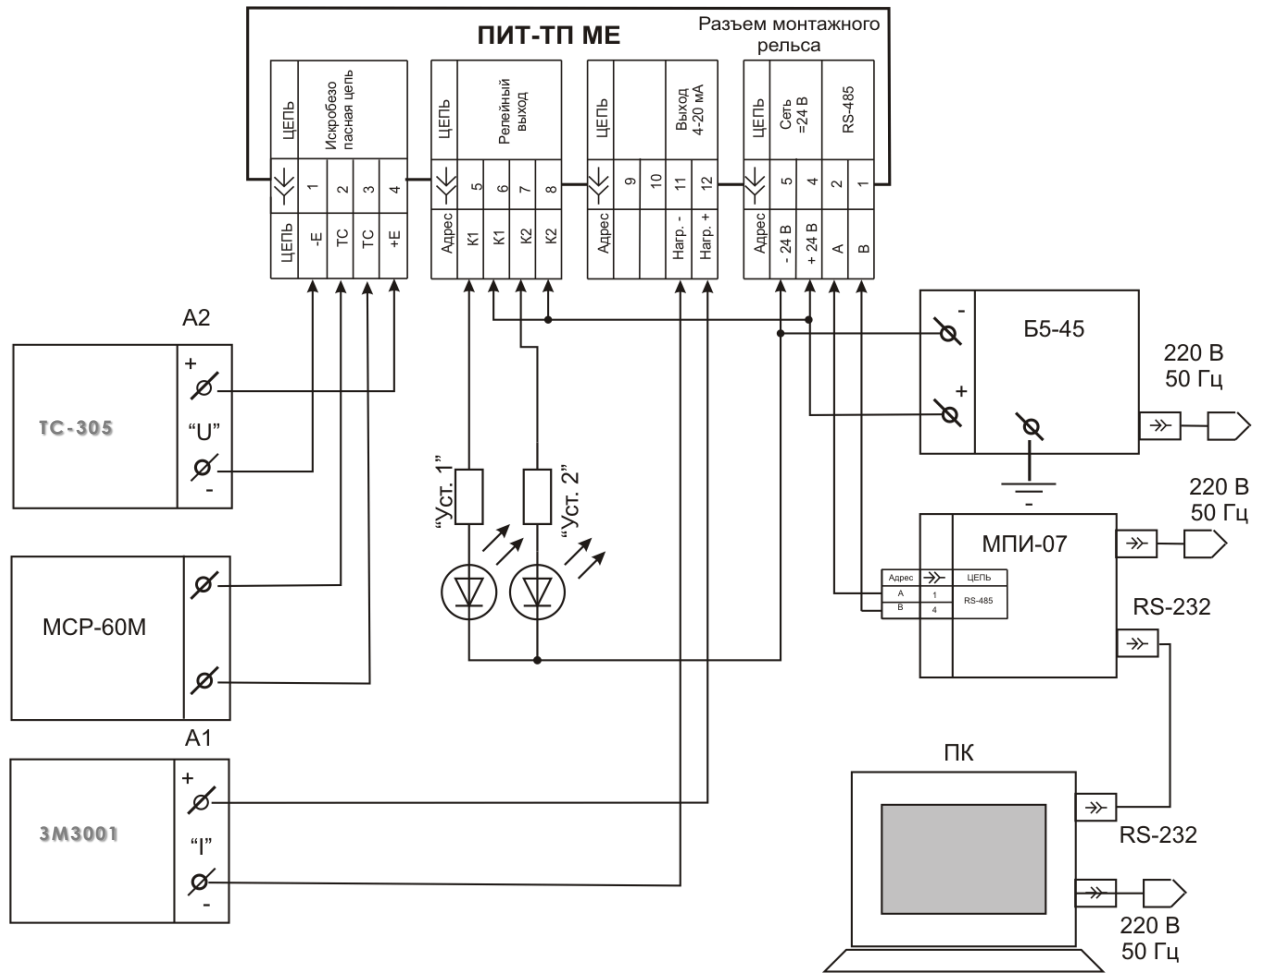 ПИТ-ТП МЕ
Разъем монтажного
рельса
ЦЕПЬ
Искробезо
пасная цепь
1
2
3
4
ЦЕПЬ
-E
ТС
ТС
+E
ЦЕПЬ
Релейный
выход
5
6
7
8
Адрес
К1
К1
К2
К2
ЦЕПЬ
Выход
4-20 мА
9
10
11
12
Адрес
Нагр. -
Нагр. +
ЦЕПЬ
Сеть
=24 В
RS-485
5
4
2
1
Адрес
- 24 В
+ 24 В
А
В
А2
+
ТС-305
“U”
-
МСР-60М
А1
+
3М3001
“I”
-
“Уст. 1”
“Уст. 2”
-
Б5-45
+
-
220 В
50 Гц
220 В
50 Гц
МПИ-07
Адрес
ЦЕПЬ
А
1
RS-485
В
4
RS-232
ПК
RS-232
220 В
50 Гц